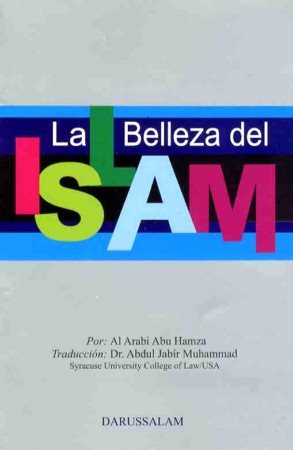 La Belleza del
ISLAM
Por: Al Arabi Abu Hamza
Traducción: Dr. Abdul Jabír Muhammad
Syracuse University College of Law/USA
DARUSSALAM